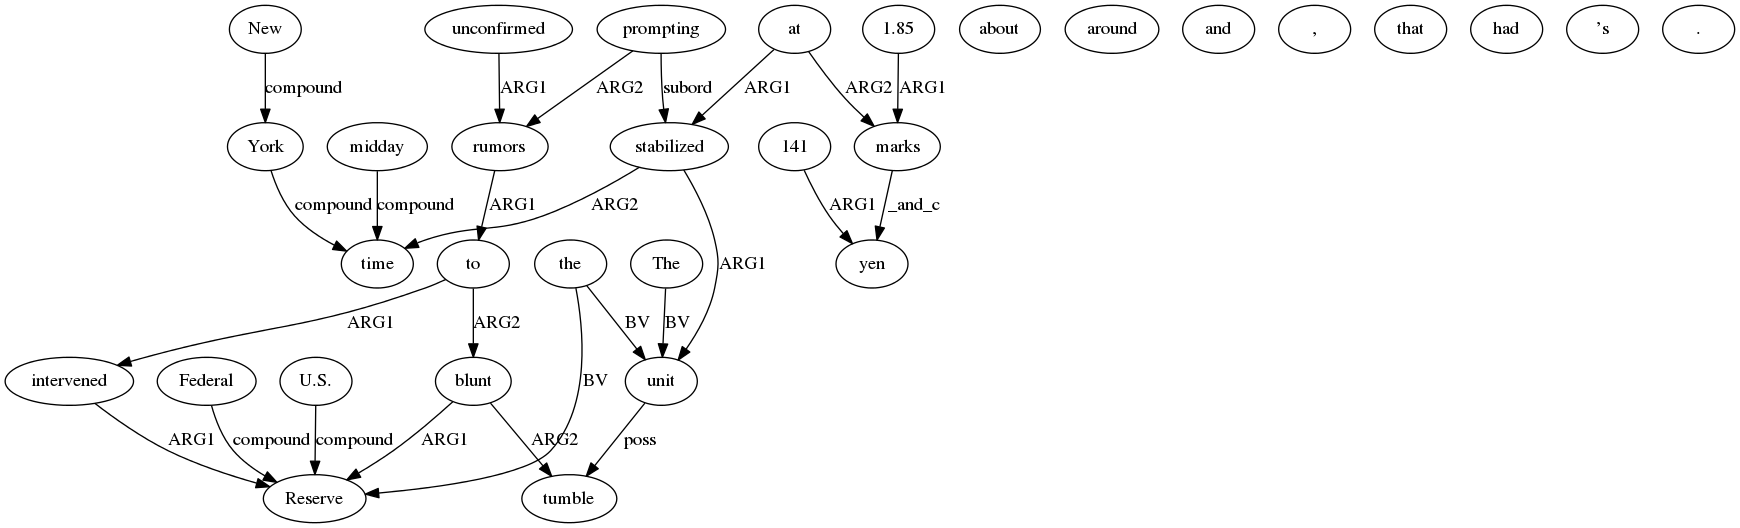 New unconfirmed prompting at 1.85 about around and , that had ’s .
compound ARG1 ARG2 subord ARG1 ARG2 ARG1
York midday rumors stabilized 141 marks
compound compound ARG1 ARG2 ARG1 _and_c
time to the The ARG1 yen
ARG1 ARG2 BV BV
intervened Federal U.S. blunt BV unit
ARG1 compound compound ARG1 ARG2 poss
Reserve tumble